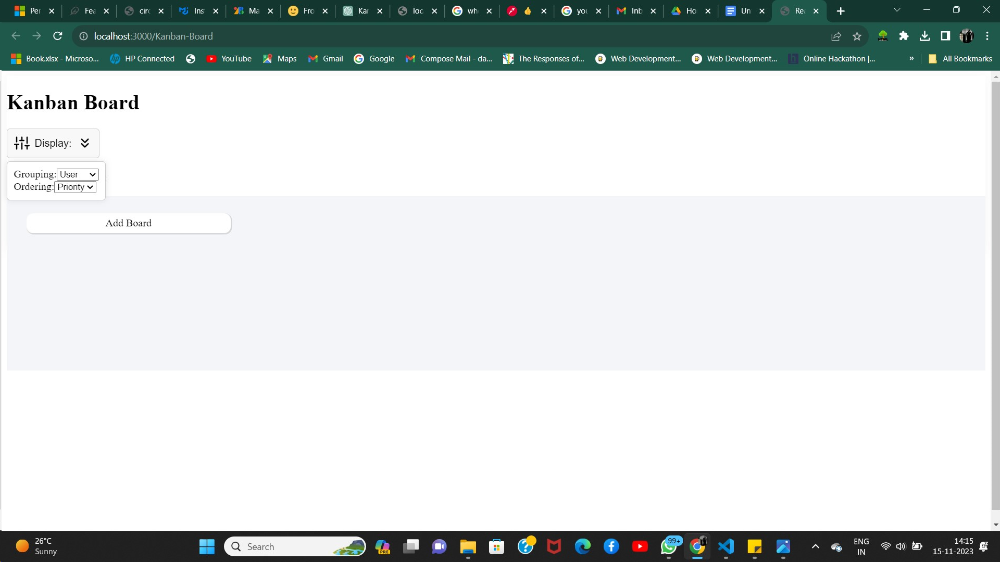 Per
Fea
circ
Inst
Ma
Fro
Kar
loc
wh
👍
you
Inb
Ho
Un
Rea
localhost:3000/Kanban-Board
Book.xlsx - Microso...
HP Connected
YouTube
Maps
Gmail
Google
Compose Mail - da...
The Responses of...
Web Development...
Web Development...
Online Hackathon |...
»
All Bookmarks
Kanban Board
Display:
Grouping: User
Ordering: Priority
Add Board
26°C
Sunny
Search
PRE
99+
ENG
IN
14:15
15-11-2023